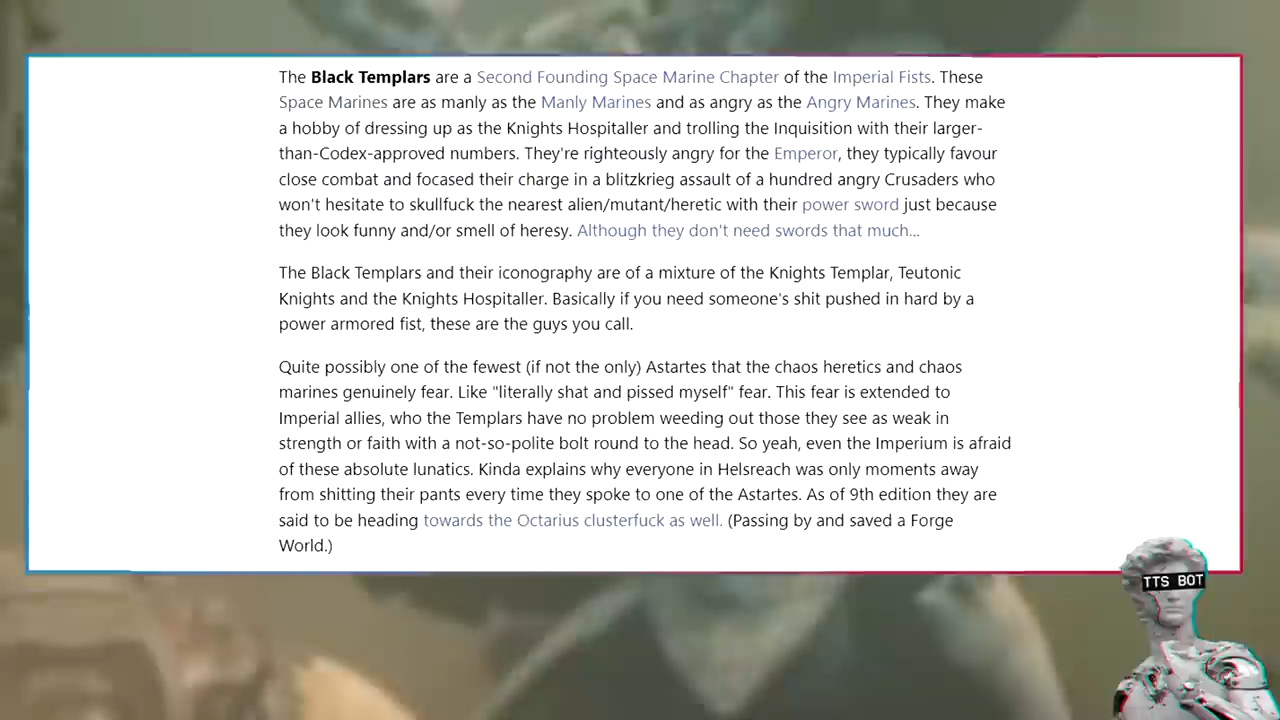 The Black Templars are a Second Founding Space Marine Chapter of the Imperial Fists. These
Space Marines are as manly as the Manly Marines and as angry as the Angry Marines. They make
a hobby of dressing up as the Knights Hospitaller and trolling the Inquisition with their larger-
than-Codex-approved numbers. They're righteously angry for the Emperor, they typically favour
close combat and focased their charge in a blitzkrieg assault of a hundred angry Crusaders who
won't hesitate to skullfuck the nearest alien/mutant/heretic with their power sword just because
they look funny and/or smell of heresy. Although they don't need swords that much...
The Black Templars and their iconography are of a mixture of the Knights Templar, Teutonic
Knights and the Knights Hospitaller. Basically if you need someone's shit pushed in hard by a
power armored fist, these are the guys you call.
Quite possibly one of the fewest (if not the only) Astartes that the chaos heretics and chaos
marines genuinely fear. Like "literally shat and pissed myself" fear. This fear is extended to
Imperial allies, who the Templars have no problem weeding out those they see as weak in
strength or faith with a not-so-polite bolt round to the head. So yeah, even the Imperium is afraid
of these absolute lunatics. Kinda explains why everyone in Helsreach was only moments away
from shitting their pants every time they spoke to one of the Astartes. As of 9th edition they are
said to be heading towards the Octarius clusterfuck as well. (Passing by and saved a Forge
World.)
TTS BOT